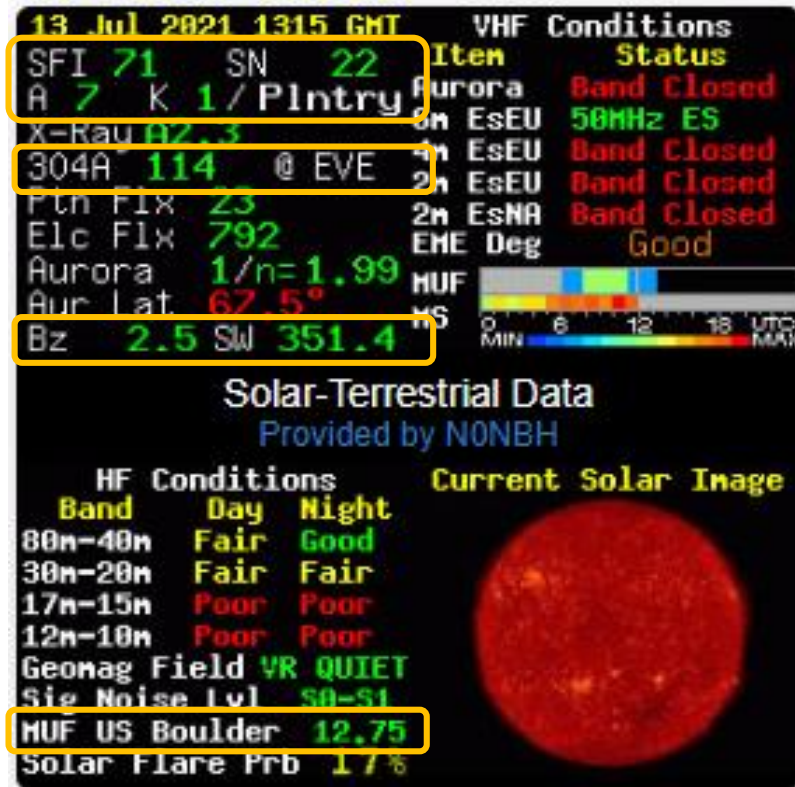 13 Jul 2021 1315 GMT
SFI 71 SN 22
A 7 K 1 / Plntry
X-Ray A2.3
304A 114 @ EVE
Ptn Flx 23
Elc Flx 792
Aurora 1/n=1.99
Aur Lat 67.5°
Bz 2.5 SW 351.4
VHF Conditions
Item Status
Aurora Band Closed
6m EsEU 50MHz ES
4m EsEU Band Closed
2m EsEU Band Closed
2m EsNA Band Closed
EME Deg Good
MUF
MS
0 6 12 18 UTC
MIN MAX
Solar-Terrestrial Data
Provided by N0NBH
HF Conditions
Band Day Night
80m-40m Fair Good
30m-20m Fair Fair
17m-15m Poor Poor
12m-10m Poor Poor
Geomag Field VR QUIET
Sig Noise Lvl S0-S1
MUF US Boulder 12.75
Solar Flare Prb 17%
Current Solar Image